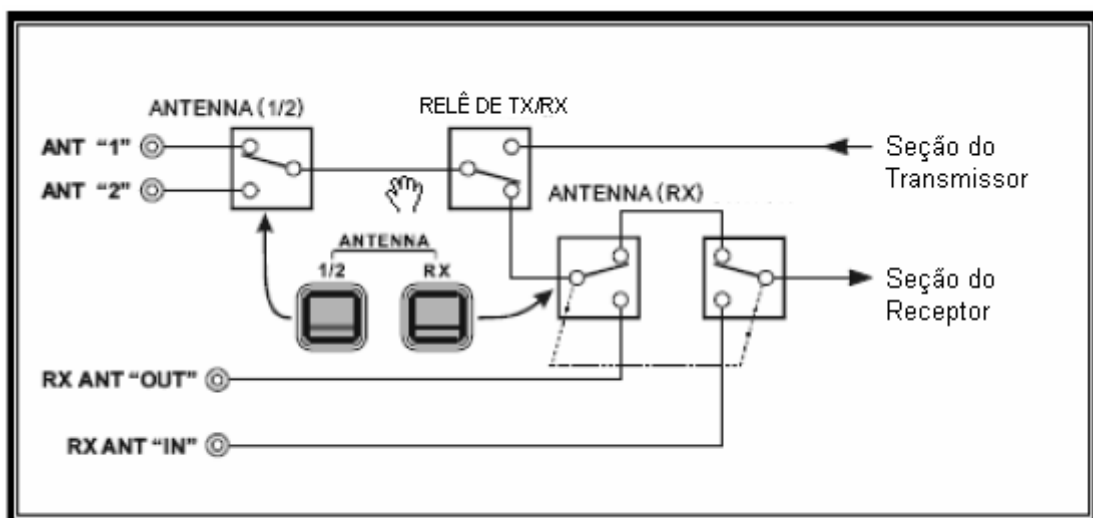 ANTENNA (1/2)
RELÊ DE TX/RX
ANT “1”
Seção do
Transmissor
ANT “2”
ANTENNA (RX)
ANTENNA
1/2
RX
Seção do
Receptor
RX ANT “OUT”
RX ANT “IN”